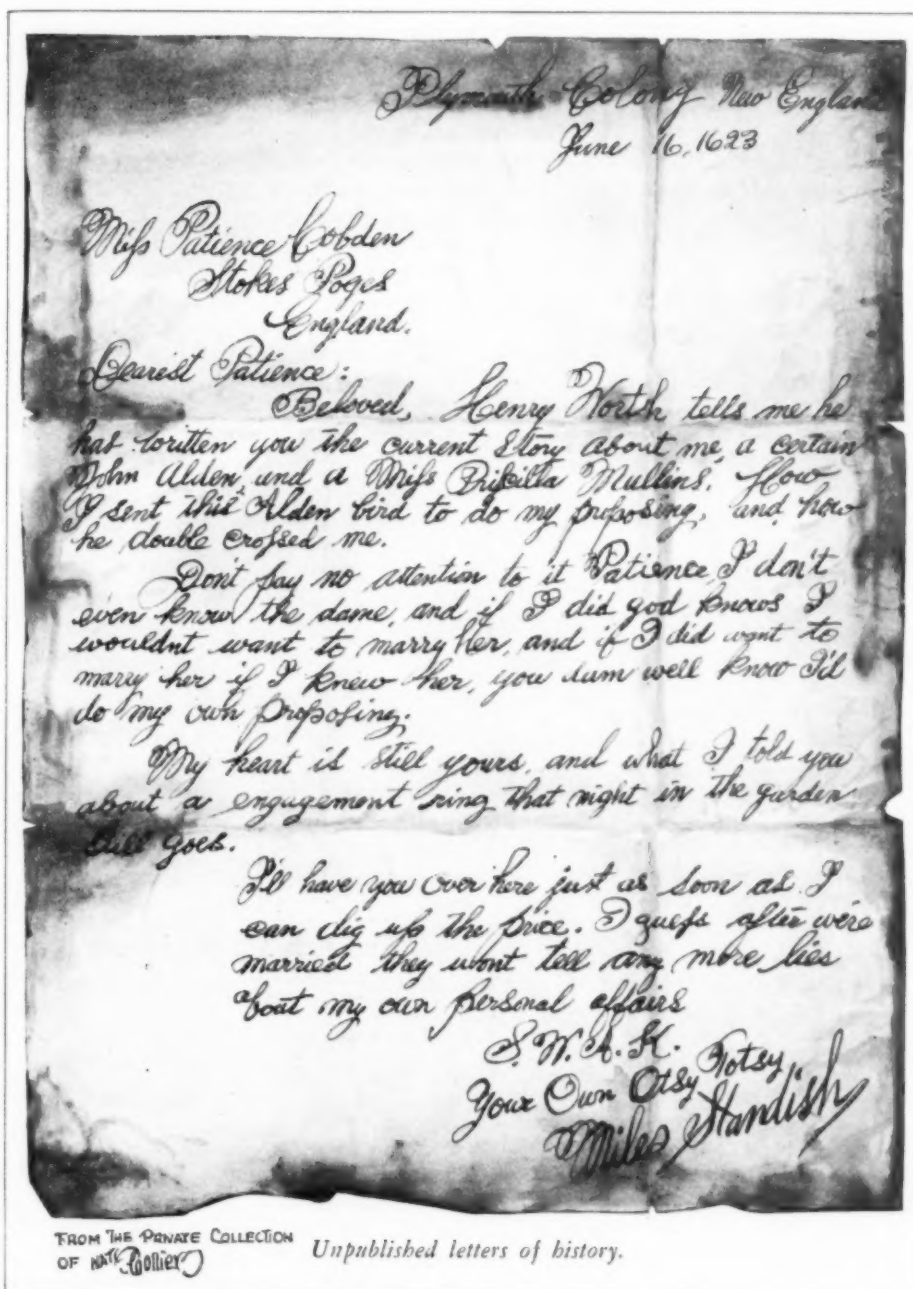 Plymouth Colony New England
June 16, 1623
Miſs Patience Cobden
Stokes Poges
England.
Dearest Patience:
Beloved, Henry Worth tells me he
has written you the current story about me, a certain
John Alden, and a Miſs Priſcilla Mullins. How
I sent this Alden bird to do my proposing, and how
he double croſsed me.
Don't pay no attention to it Patience, I don't
even know the dame, and if I did god knows I
wouldnt want to marry her, and if I did want to
marry her if I knew her, you dum well know I'd
do my own proposing.
My heart is still yours, and what I told you
about a engagement ring that night in the garden
still goes.
I'll have you over here just as soon as I
can dig up the price. I gueſs after we're
married they wont tell any more lies
'bout my own personal affairs
S.W.A.K.
Your Own Otsy Totsy,
Miles Standish
FROM THE PRIVATE COLLECTION
OF NATE Collier
Unpublished letters of history.